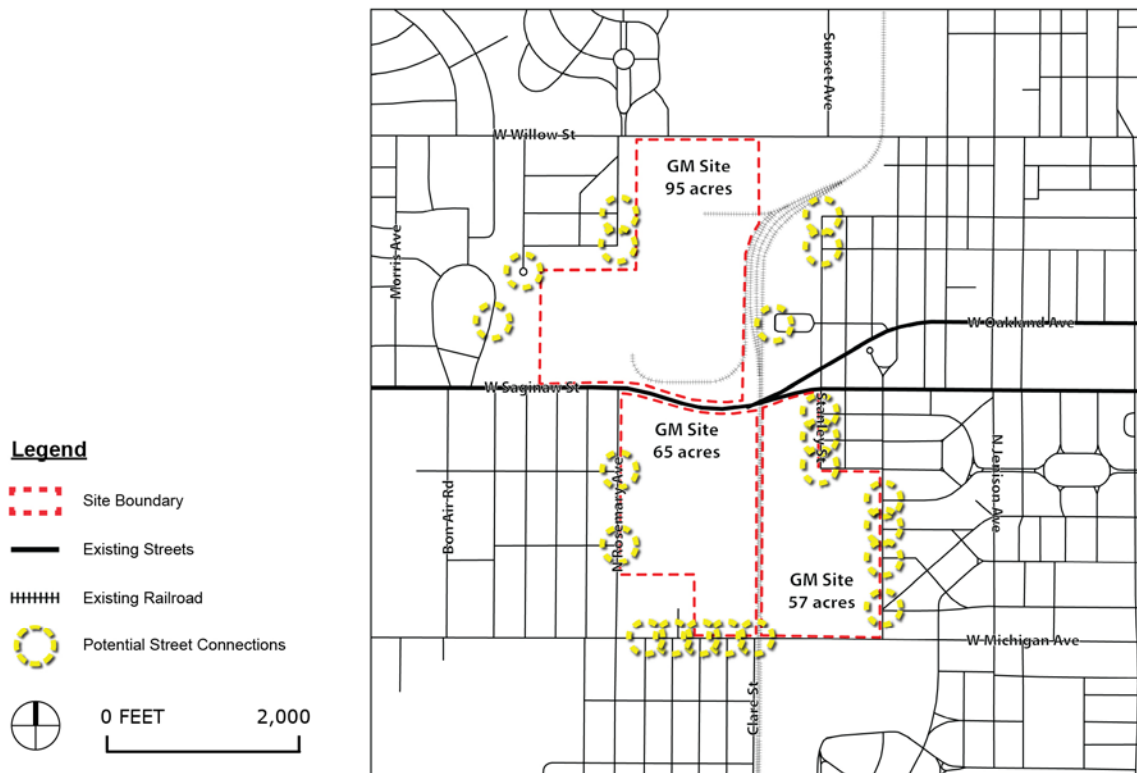 Sunset Ave
W Willow St
GM Site
95 acres
Morris Ave
W Oakland Ave
W Saginaw St
Stanley St
GM Site
65 acres
N Jenison Ave
Bon Air Rd
N Rosemary Ave
GM Site
57 acres
W Michigan Ave
Clare St
Legend
Site Boundary
Existing Streets
Existing Railroad
Potential Street Connections
0 FEET 2,000